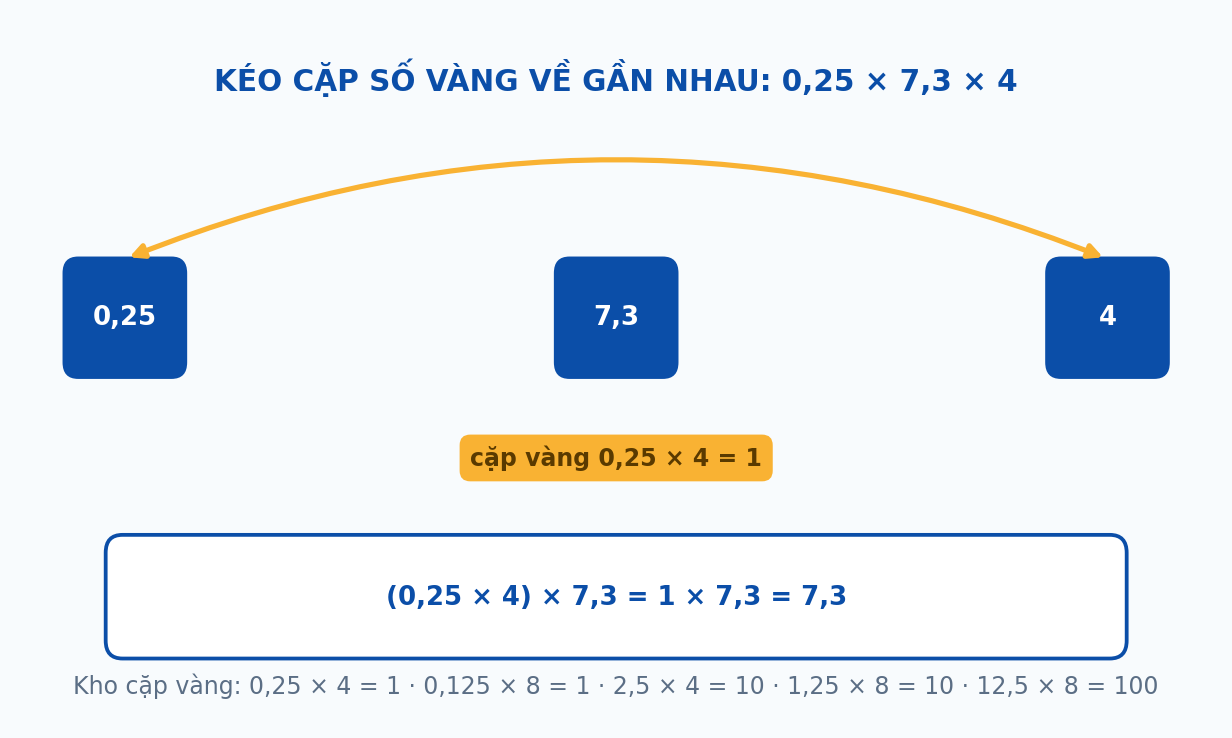 KÉO CẶP SỐ VÀNG VỀ GẦN NHAU: 0,25 × 7,3 × 4
0,25
7,3
4
cặp vàng 0,25 × 4 = 1
(0,25 × 4) × 7,3 = 1 × 7,3 = 7,3
Kho cặp vàng: 0,25 × 4 = 1 · 0,125 × 8 = 1 · 2,5 × 4 = 10 · 1,25 × 8 = 10 · 12,5 × 8 = 100